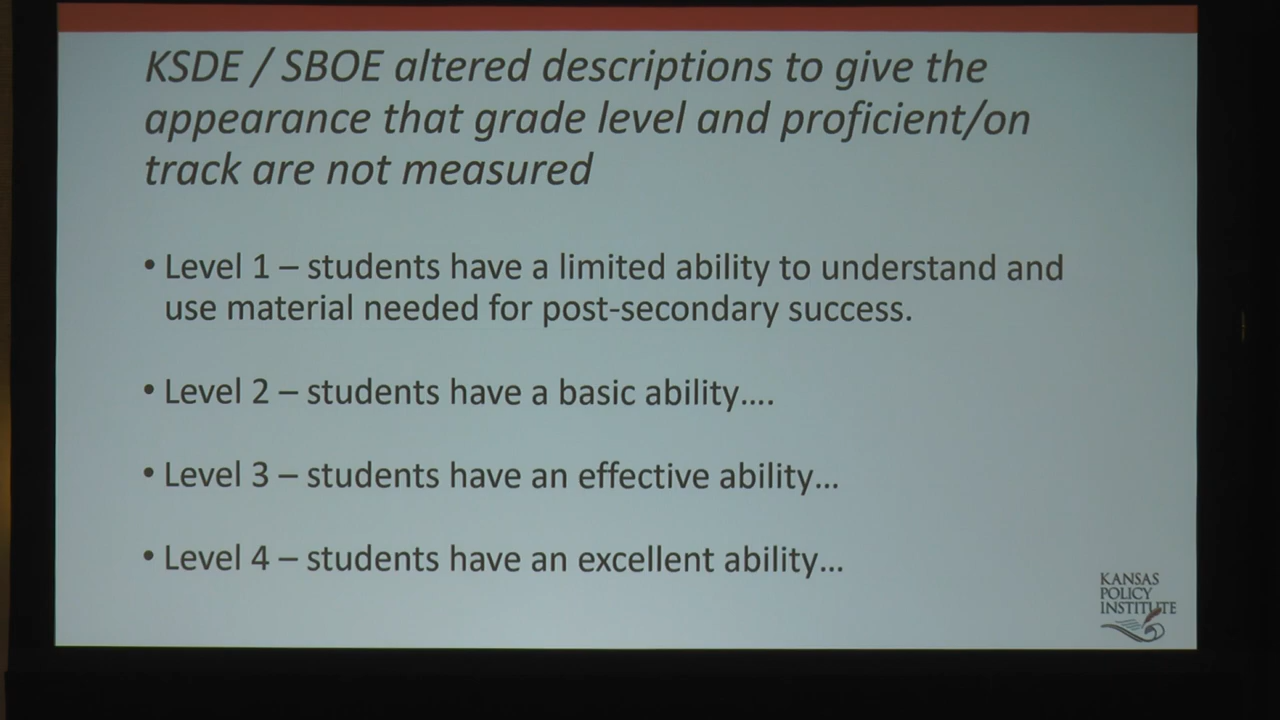 KSDE / SBOE altered descriptions to give the
appearance that grade level and proficient/on
track are not measured
• Level 1 – students have a limited ability to understand and
use material needed for post-secondary success.
• Level 2 – students have a basic ability….
• Level 3 – students have an effective ability…
• Level 4 – students have an excellent ability…
KANSAS
POLICY
INSTITUTE